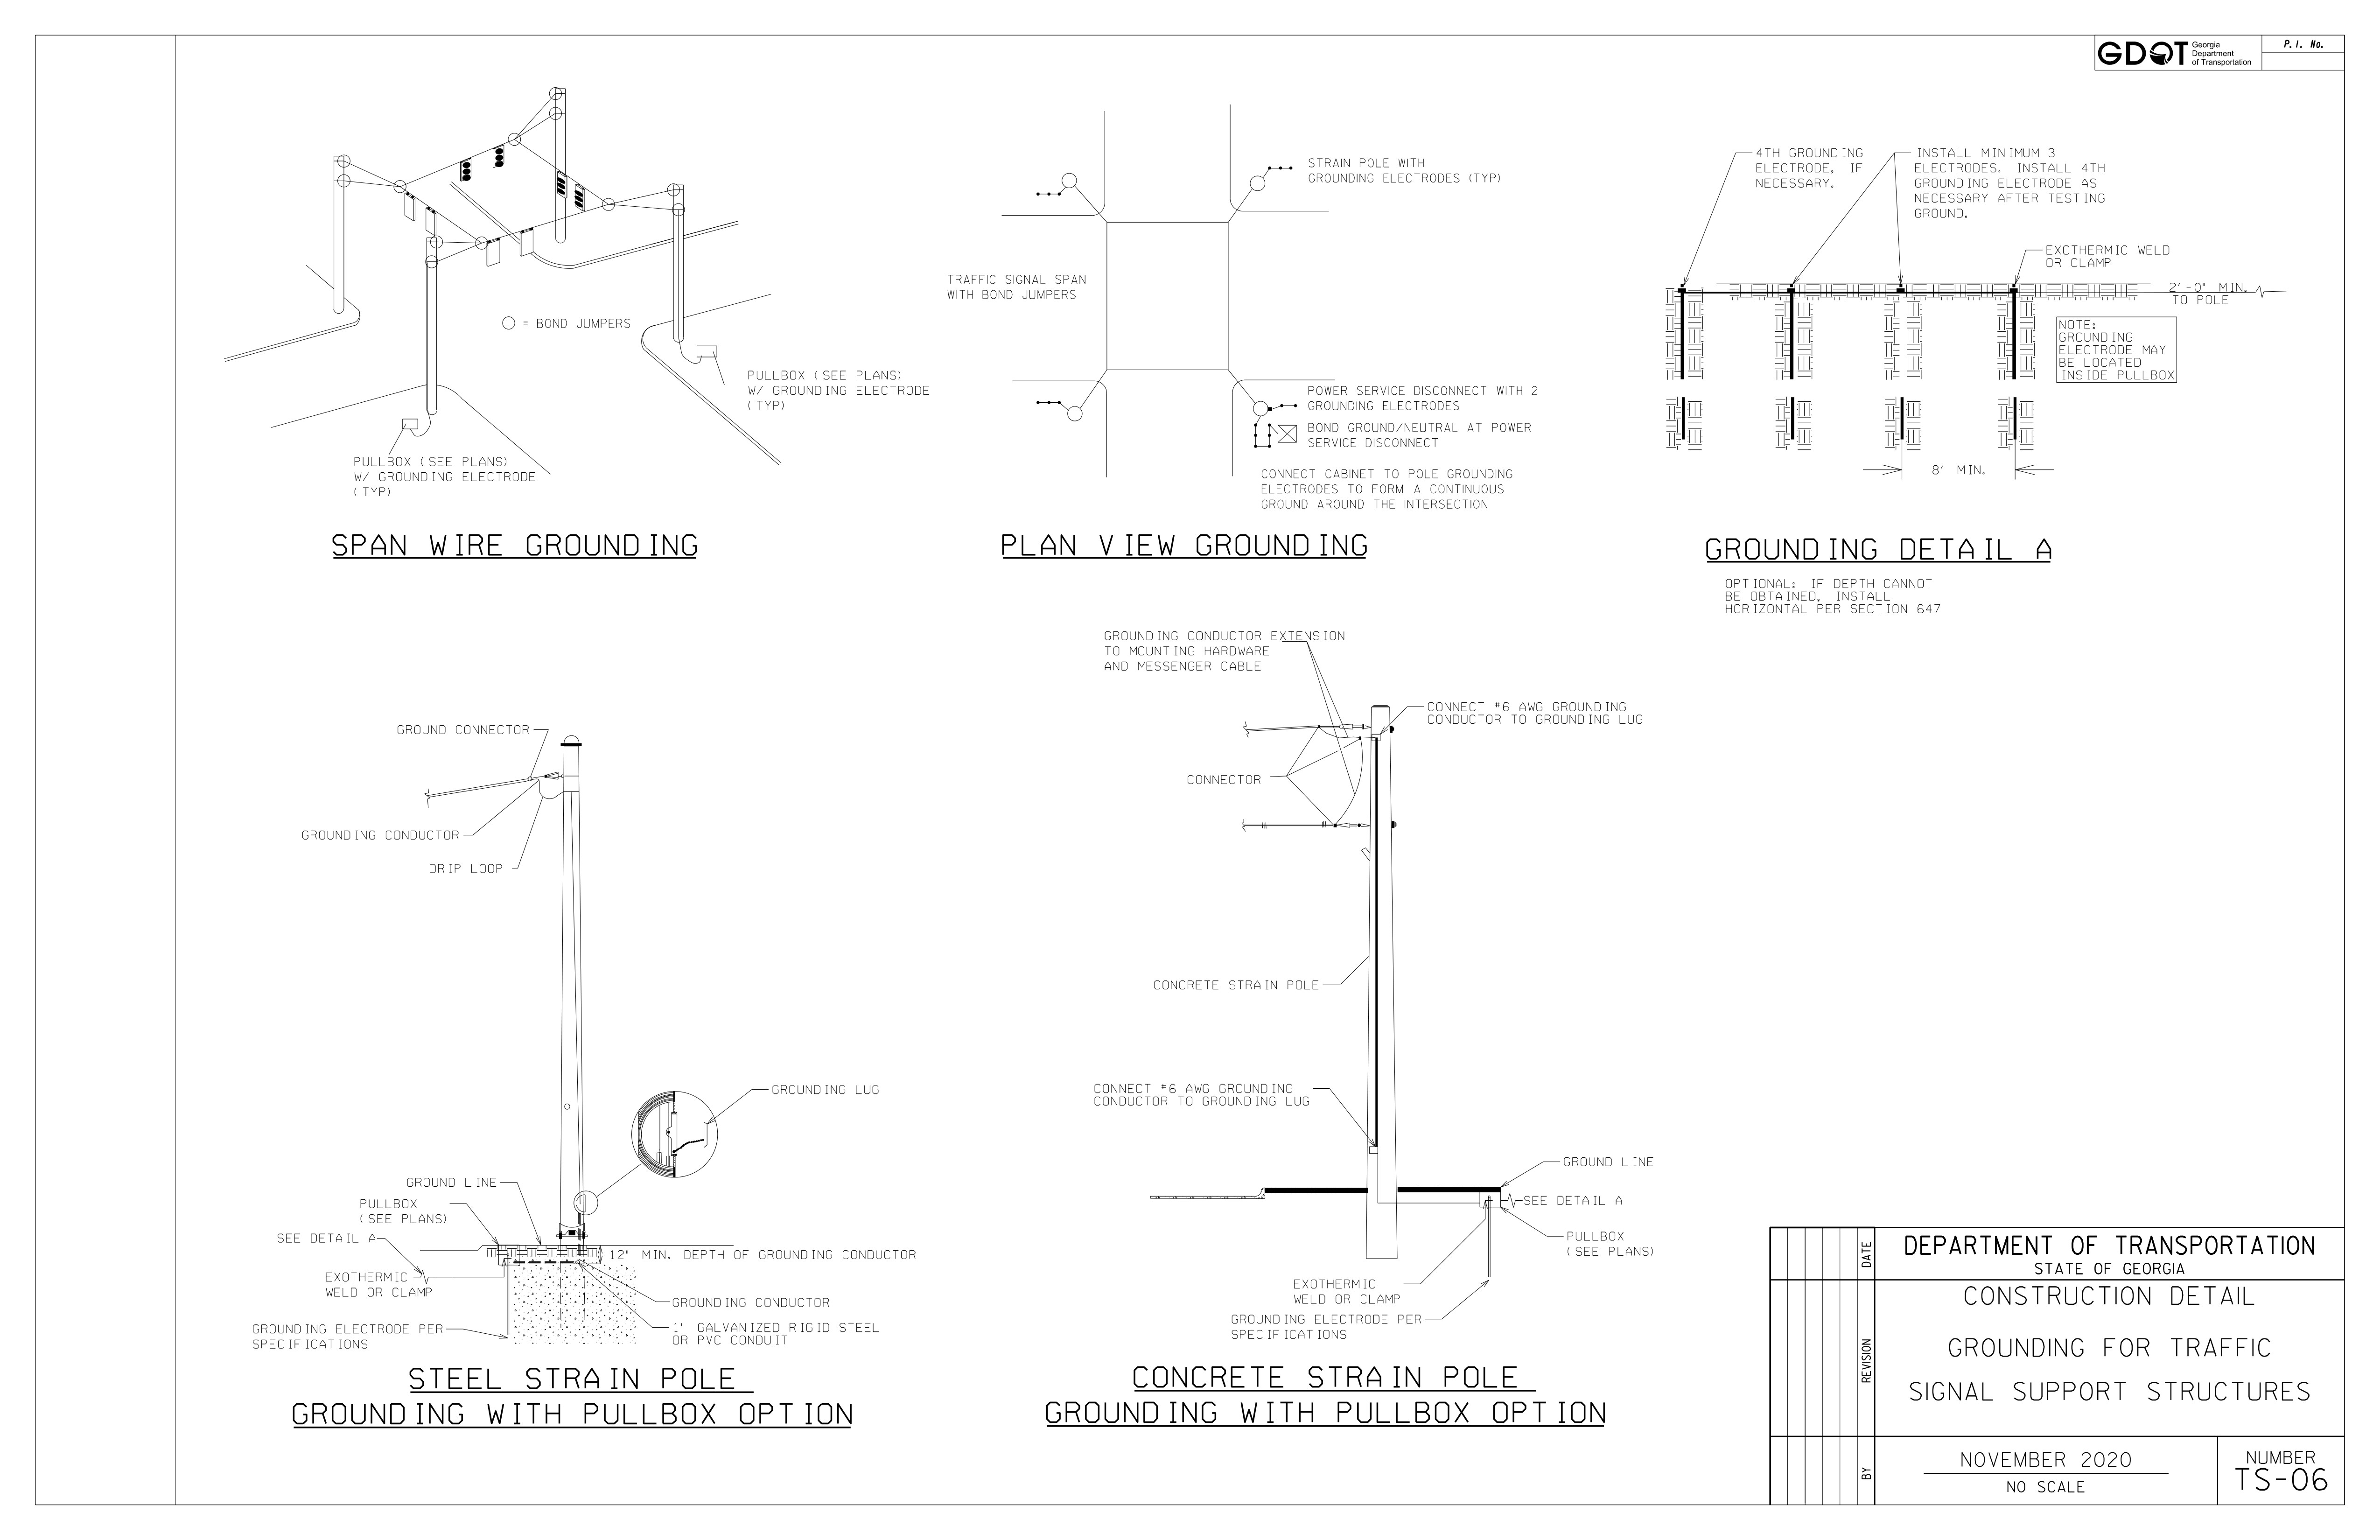 GDOT
Georgia
Department
of Transportation
P.I. No.
= BOND JUMPERS
PULLBOX (SEE PLANS)
W/ GROUNDING ELECTRODE
(TYP)
PULLBOX (SEE PLANS)
W/ GROUNDING ELECTRODE
(TYP)
SPAN WIRE GROUNDING
STRAIN POLE WITH
GROUNDING ELECTRODES (TYP)
TRAFFIC SIGNAL SPAN
WITH BOND JUMPERS
POWER SERVICE DISCONNECT WITH 2
GROUNDING ELECTRODES
BOND GROUND/NEUTRAL AT POWER
SERVICE DISCONNECT
CONNECT CABINET TO POLE GROUNDING
ELECTRODES TO FORM A CONTINUOUS
GROUND AROUND THE INTERSECTION
PLAN VIEW GROUNDING
4TH GROUNDING
ELECTRODE, IF
NECESSARY.
INSTALL MINIMUM 3
ELECTRODES. INSTALL 4TH
GROUNDING ELECTRODE AS
NECESSARY AFTER TESTING
GROUND.
EXOTHERMIC WELD
OR CLAMP
2'-0" MIN.
TO POLE
NOTE:
GROUNDING
ELECTRODE MAY
BE LOCATED
INSIDE PULLBOX
8' MIN.
GROUNDING DETAIL A
OPTIONAL: IF DEPTH CANNOT
BE OBTAINED, INSTALL
HORIZONTAL PER SECTION 647
GROUND CONNECTOR
GROUNDING CONDUCTOR
DRIP LOOP
GROUNDING LUG
GROUND LINE
PULLBOX
(SEE PLANS)
SEE DETAIL A
12" MIN. DEPTH OF GROUNDING CONDUCTOR
EXOTHERMIC
WELD OR CLAMP
GROUNDING CONDUCTOR
1" GALVANIZED RIGID STEEL
OR PVC CONDUIT
GROUNDING ELECTRODE PER
SPECIFICATIONS
STEEL STRAIN POLE
GROUNDING WITH PULLBOX OPTION
GROUNDING CONDUCTOR EXTENSION
TO MOUNTING HARDWARE
AND MESSENGER CABLE
CONNECT #6 AWG GROUNDING
CONDUCTOR TO GROUNDING LUG
CONNECTOR
CONCRETE STRAIN POLE
CONNECT #6 AWG GROUNDING
CONDUCTOR TO GROUNDING LUG
GROUND LINE
SEE DETAIL A
PULLBOX
(SEE PLANS)
EXOTHERMIC
WELD OR CLAMP
GROUNDING ELECTRODE PER
SPECIFICATIONS
CONCRETE STRAIN POLE
GROUNDING WITH PULLBOX OPTION
DATE
REVISION
BY
DEPARTMENT OF TRANSPORTATION
STATE OF GEORGIA
CONSTRUCTION DETAIL
GROUNDING FOR TRAFFIC
SIGNAL SUPPORT STRUCTURES
NOVEMBER 2020
NO SCALE
NUMBER
TS-06